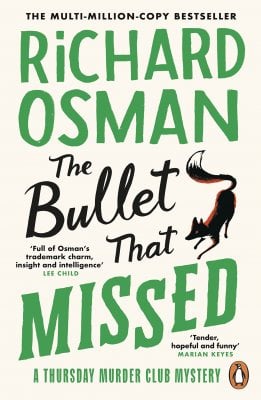 THE MULTI-MILLION-COPY BESTSELLER
RiCHARD
OSMAN
The
Bullet
That
MISSED
'Full of Osman's
trademark charm,
insight and intelligence'
LEE CHILD
'Tender,
hopeful and funny'
MARIAN KEYES
A THURSDAY MURDER CLUB MYSTERY